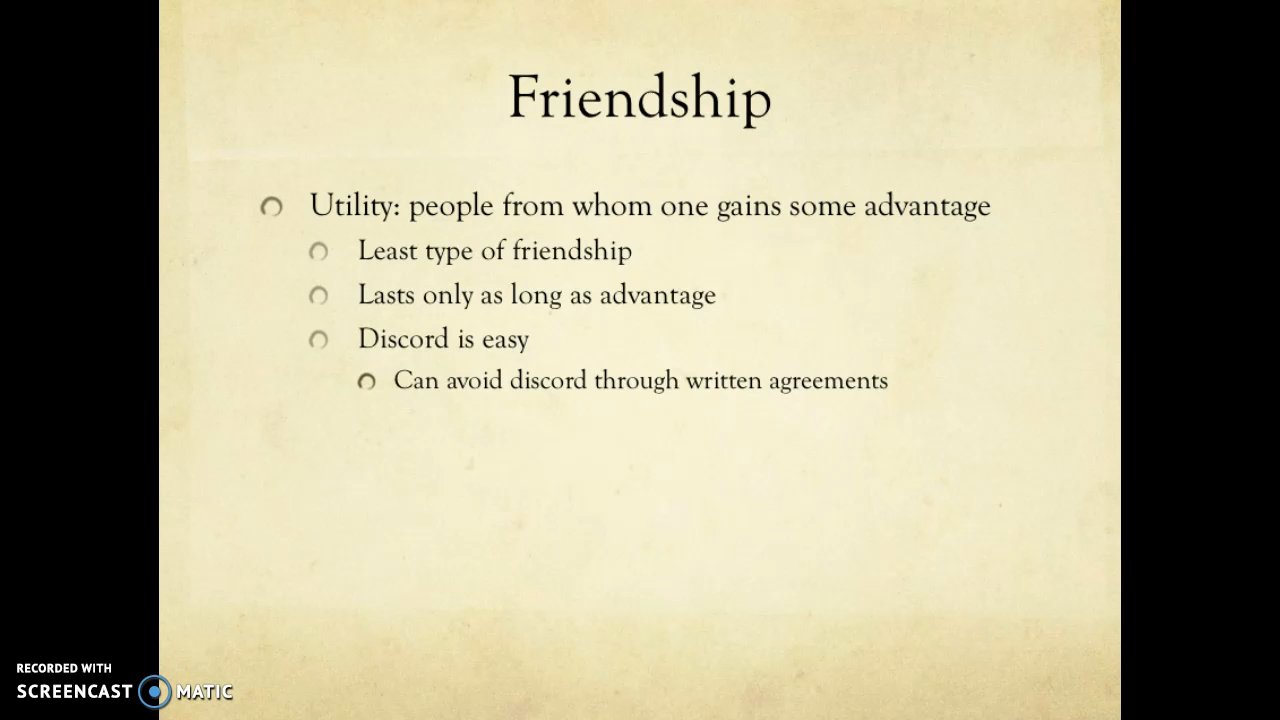 Friendship
Utility: people from whom one gains some advantage
Least type of friendship
Lasts only as long as advantage
Discord is easy
Can avoid discord through written agreements
RECORDED WITH
SCREENCAST MATIC